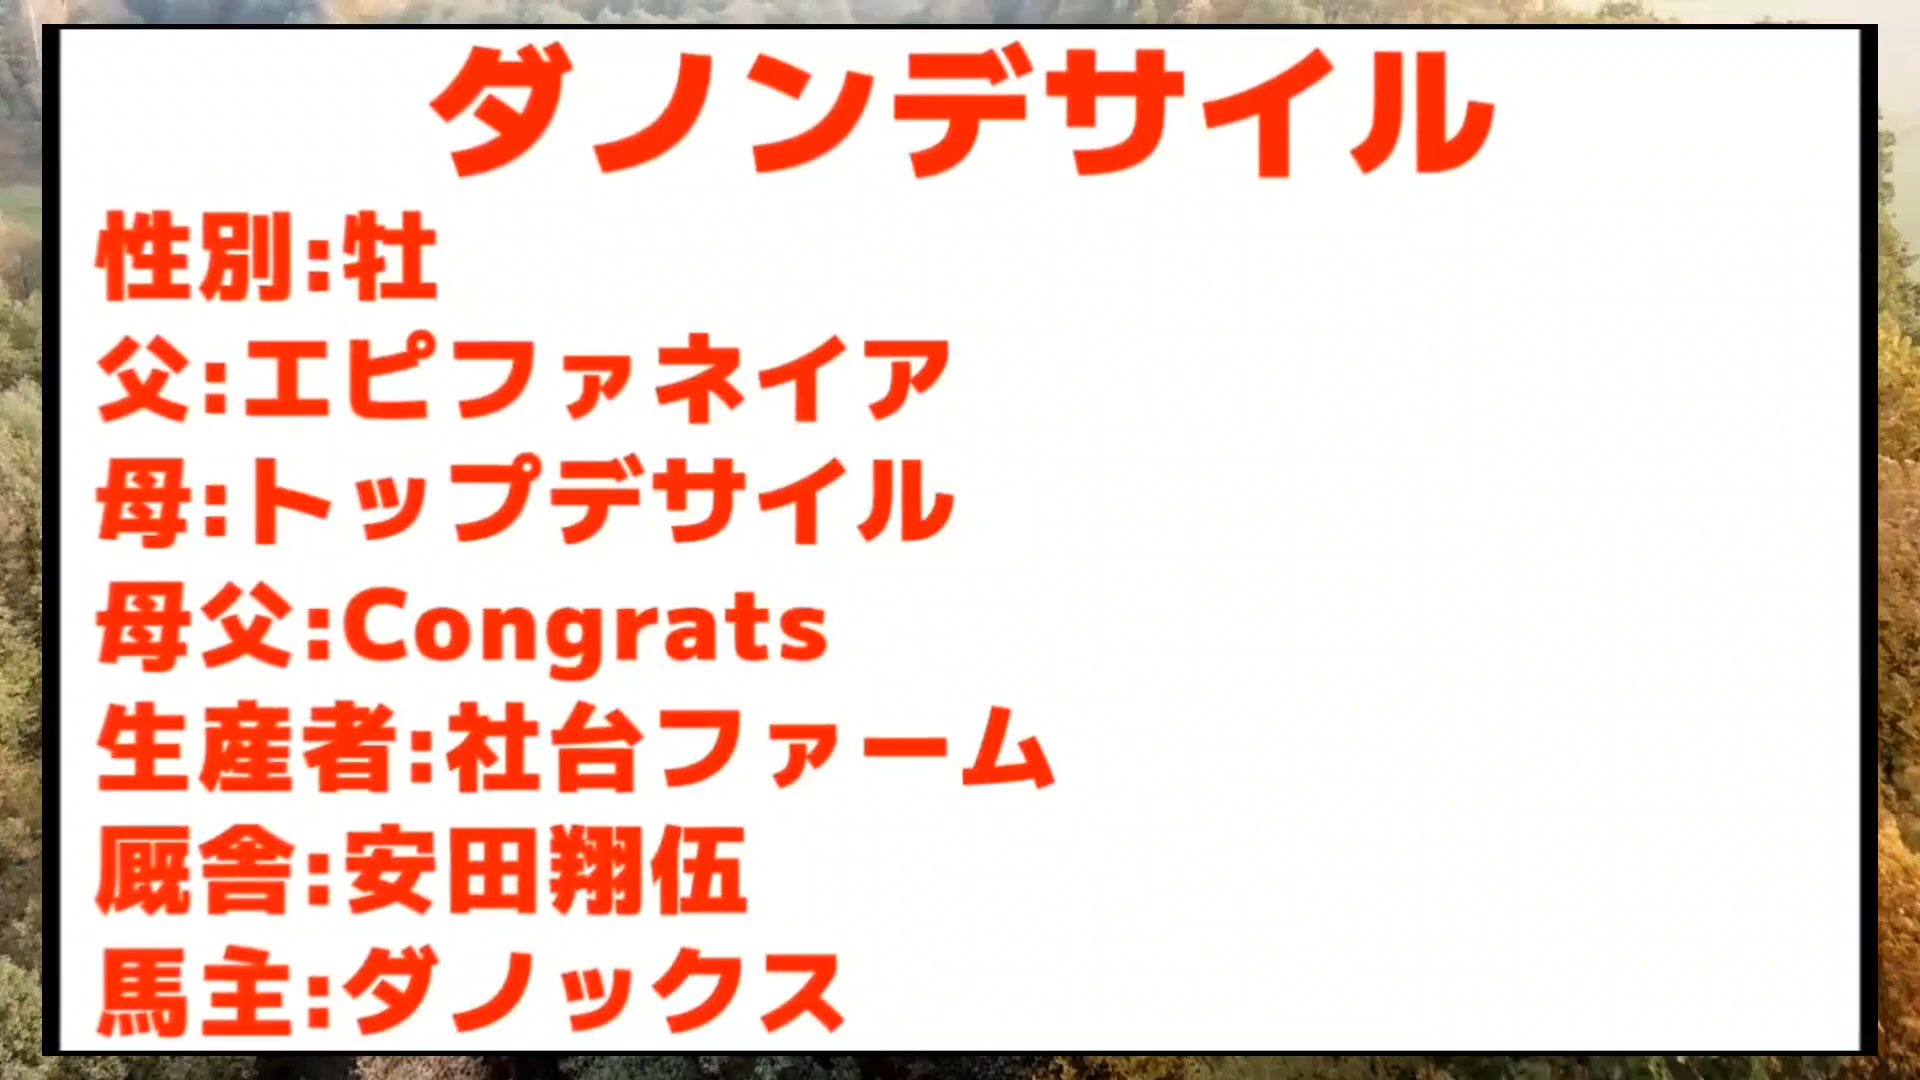 ダノンデサイル
性別:牡
父:エピファネイア
母:トップデサイル
母父:Congrats
生産者:社台ファーム
厩舎:安田翔伍
馬主:ダノックス